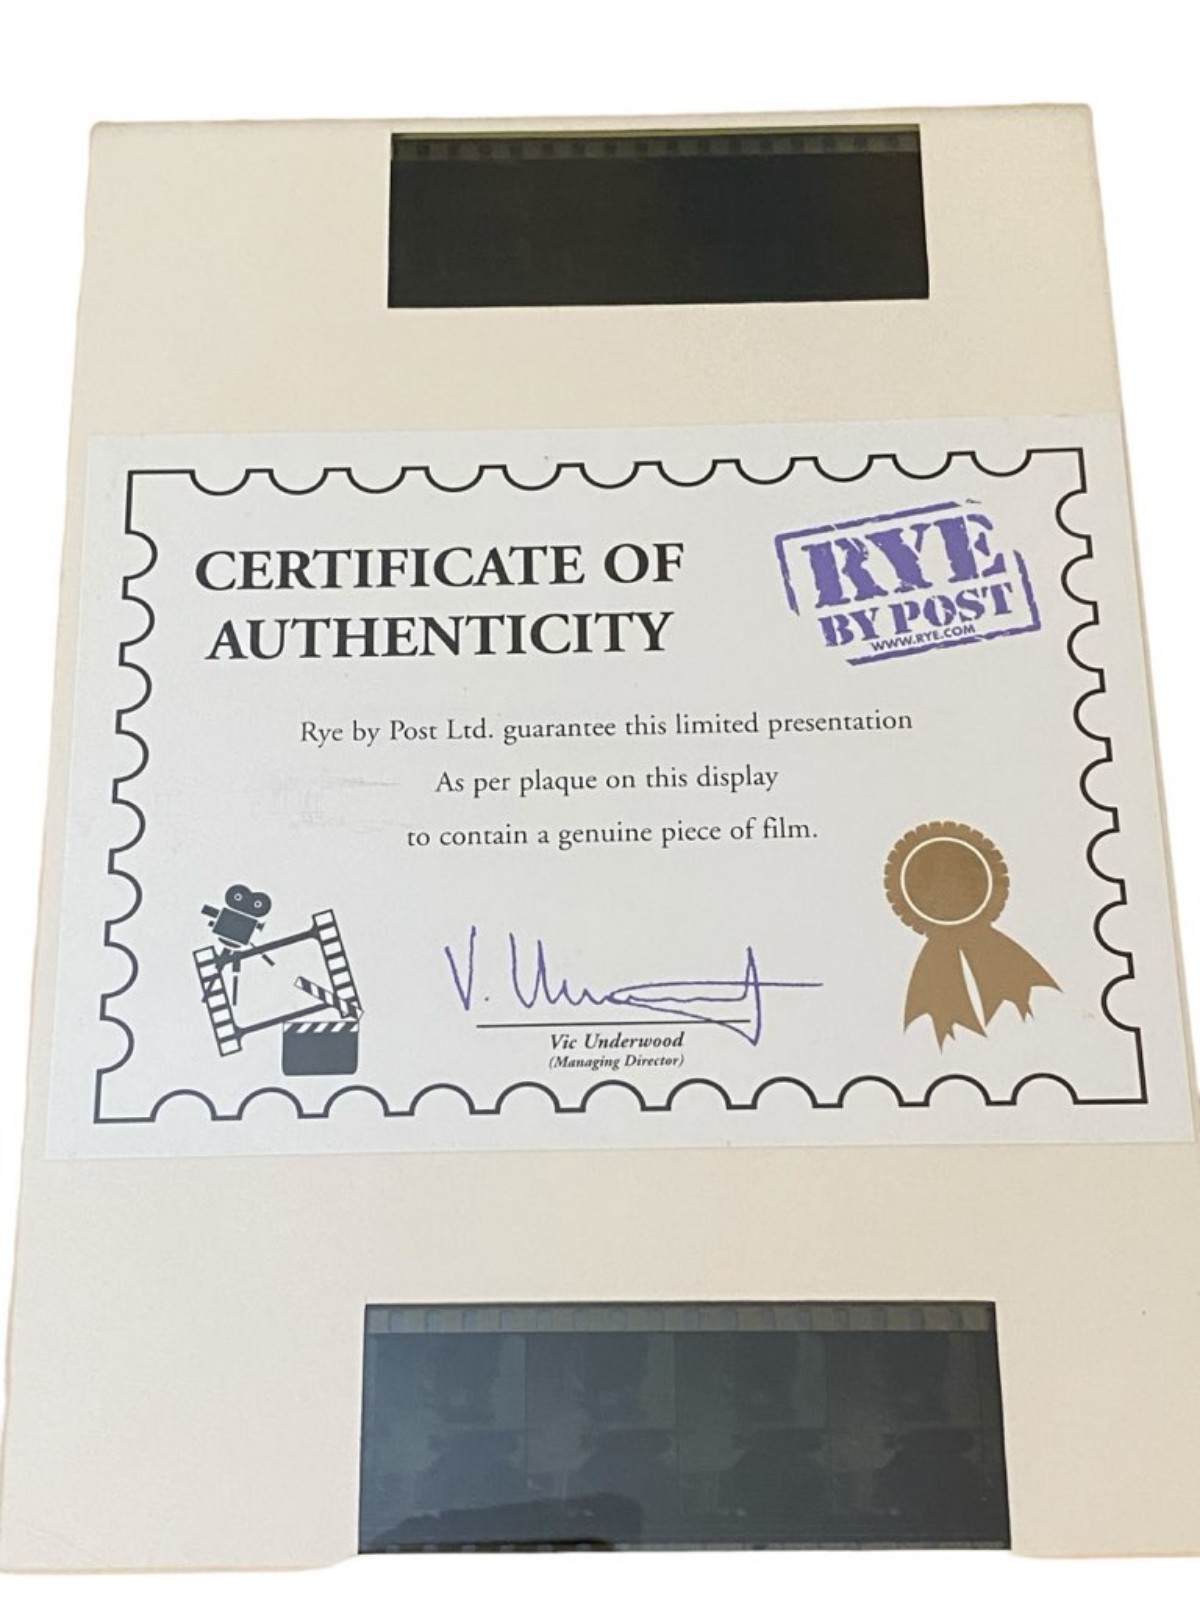 CERTIFICATE OF
AUTHENTICITY
RYE
BY POST
WWW.RYE.COM
Rye by Post Ltd. guarantee this limited presentation
As per plaque on this display
to contain a genuine piece of film.
V. Underwood
Vic Underwood
(Managing Director)